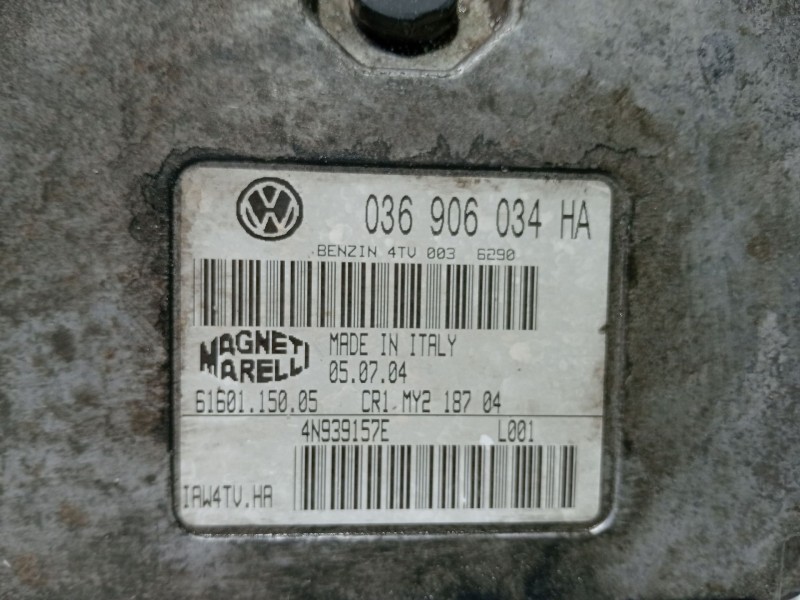 036 906 034 HA
BENZIN 4TV 003 6290
MAGNETI MARELLI
MADE IN ITALY
05.07.04
61601.150.05 CR1 MY2 187 04
4N939157E L001
IAW4TV.HA